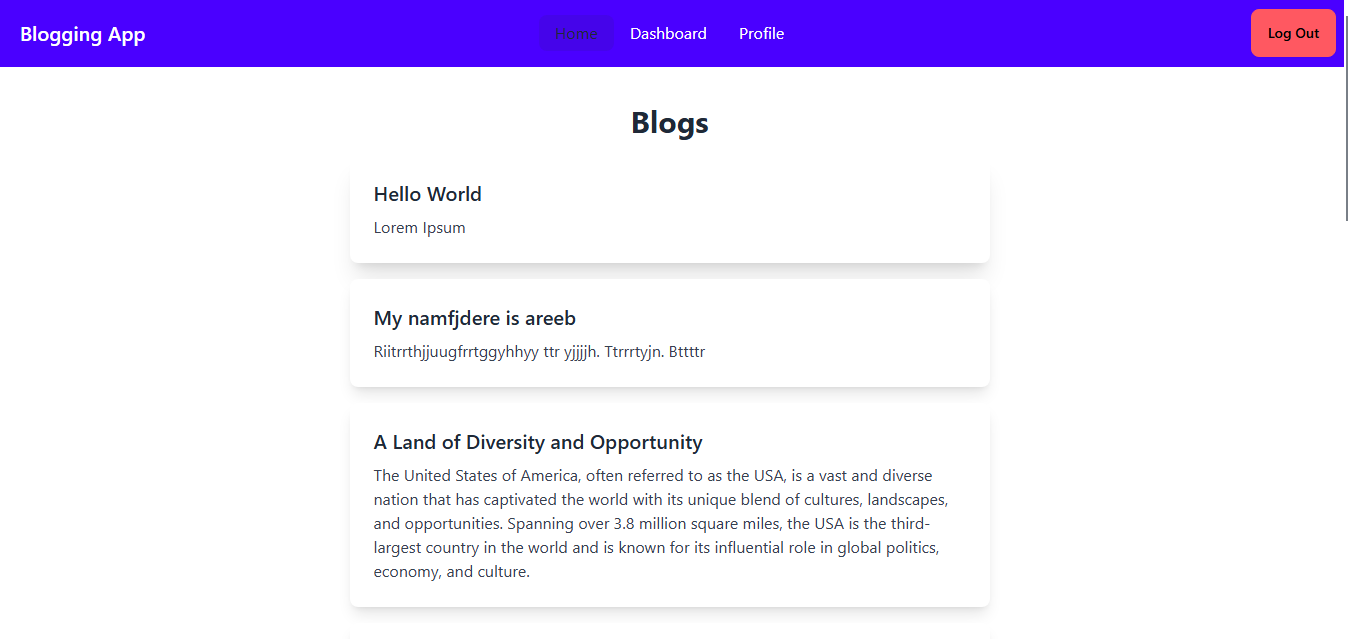 Blogging App
Home
Dashboard
Profile
Log Out
Blogs
Hello World
Lorem Ipsum
My namfjdere is areeb
Riitrrthjjuugfrrtggyhhyy ttr yjjjjh. Ttrrrtyjn. Bttttr
A Land of Diversity and Opportunity
The United States of America, often referred to as the USA, is a vast and diverse
nation that has captivated the world with its unique blend of cultures, landscapes,
and opportunities. Spanning over 3.8 million square miles, the USA is the third-
largest country in the world and is known for its influential role in global politics,
economy, and culture.